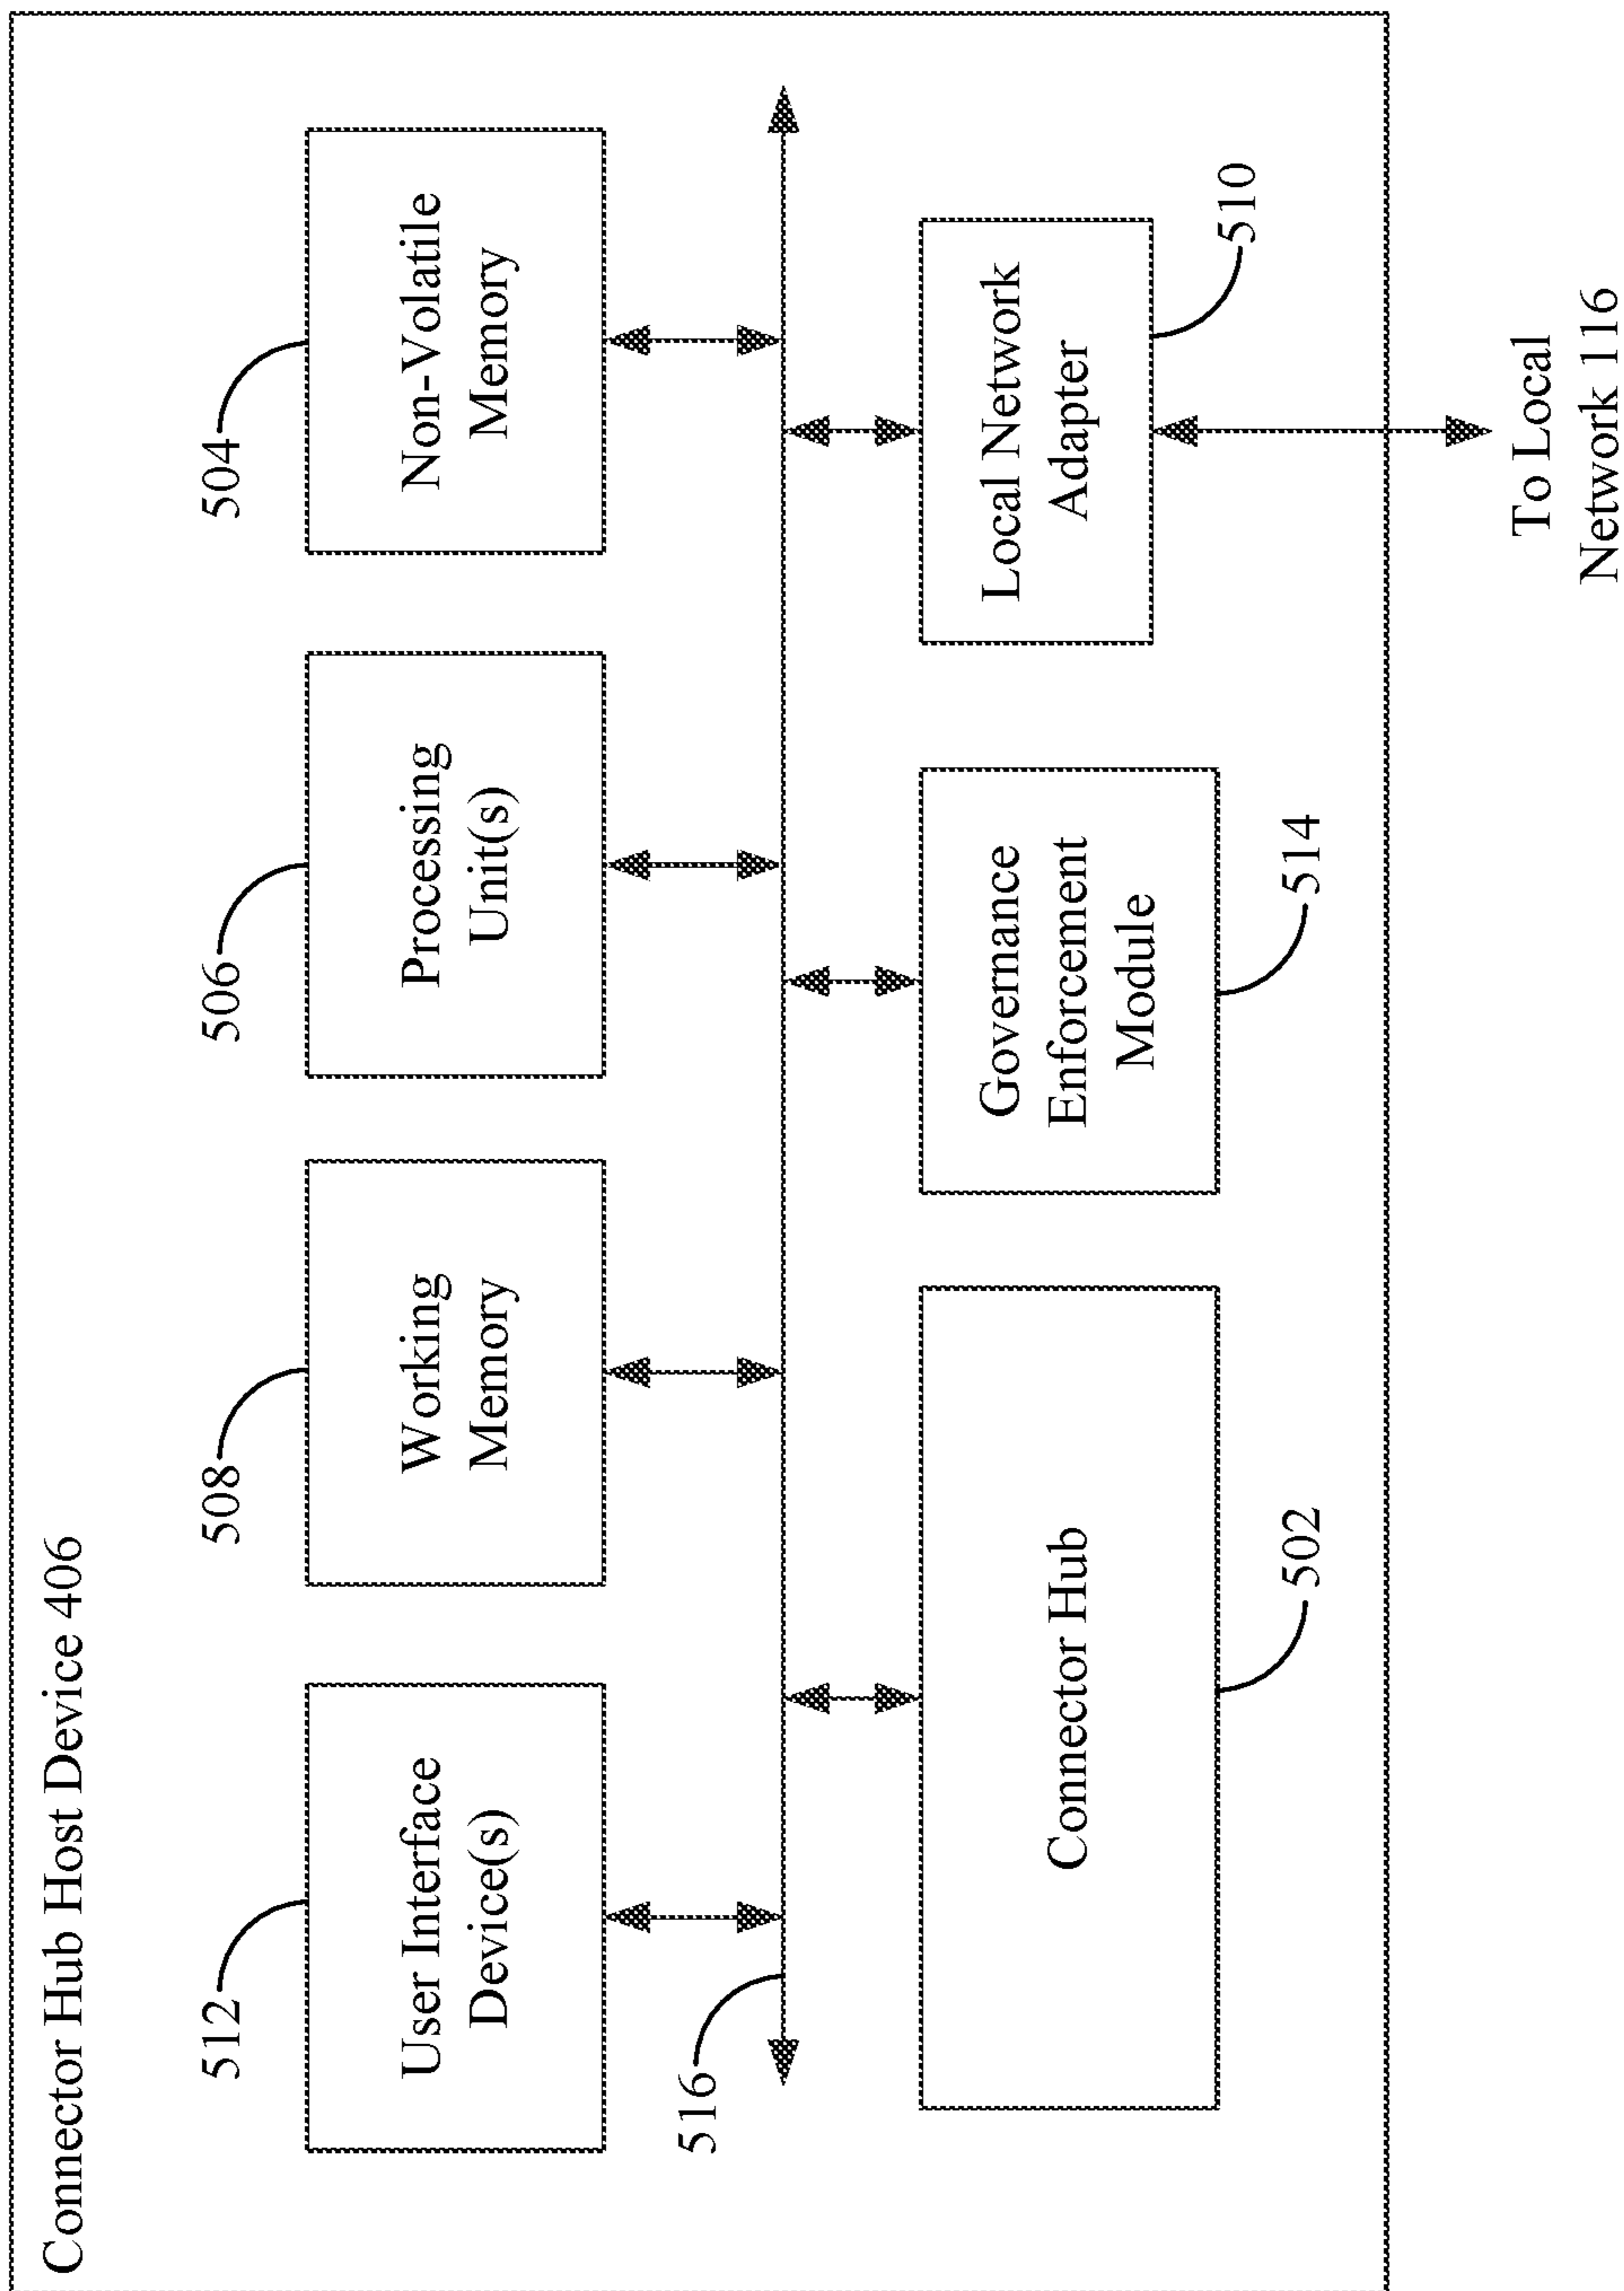 Connector Hub Host Device 406
512
508
506
504
User Interface
Device(s)
Working
Memory
Processing
Unit(s)
Non-Volatile
Memory
516
Connector Hub
Governance
Enforcement
Module
Local Network
Adapter
502
514
510
To Local
Network 116